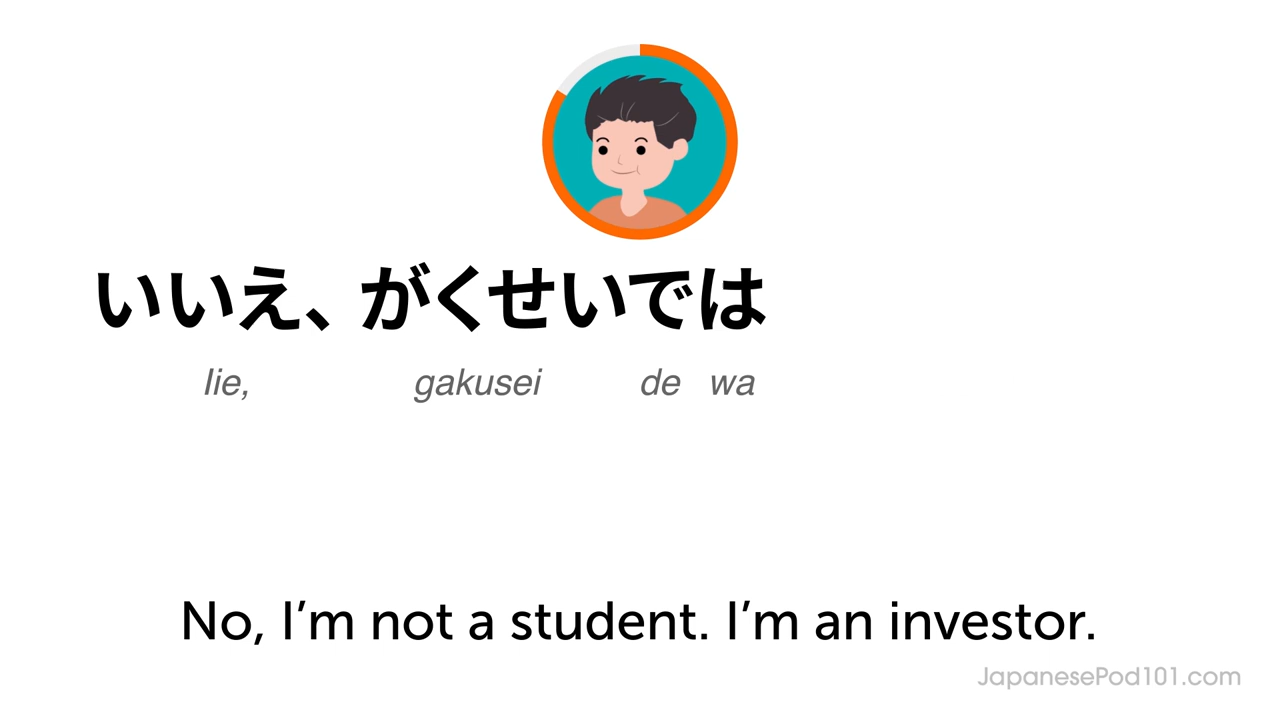 いいえ、がくせいでは
Iie, gakusei de wa
No, I'm not a student. I'm an investor.
JapanesePod101.com